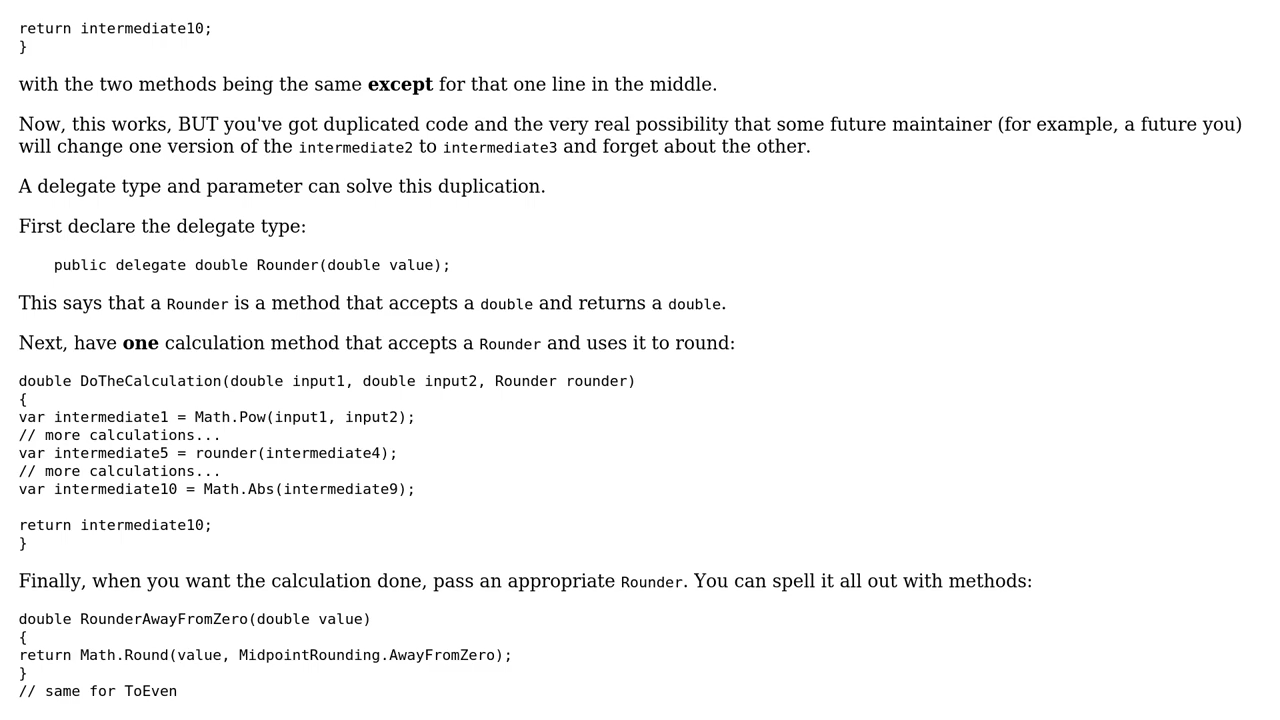 return intermediate10;
}
with the two methods being the same except for that one line in the middle.
Now, this works, BUT you've got duplicated code and the very real possibility that some future maintainer (for example, a future you)
will change one version of the intermediate2 to intermediate3 and forget about the other.
A delegate type and parameter can solve this duplication.
First declare the delegate type:
    public delegate double Rounder(double value);
This says that a Rounder is a method that accepts a double and returns a double.
Next, have one calculation method that accepts a Rounder and uses it to round:
double DoTheCalculation(double input1, double input2, Rounder rounder)
{
var intermediate1 = Math.Pow(input1, input2);
// more calculations...
var intermediate5 = rounder(intermediate4);
// more calculations...
var intermediate10 = Math.Abs(intermediate9);

return intermediate10;
}
Finally, when you want the calculation done, pass an appropriate Rounder. You can spell it all out with methods:
double RounderAwayFromZero(double value)
{
return Math.Round(value, MidpointRounding.AwayFromZero);
}
// same for ToEven